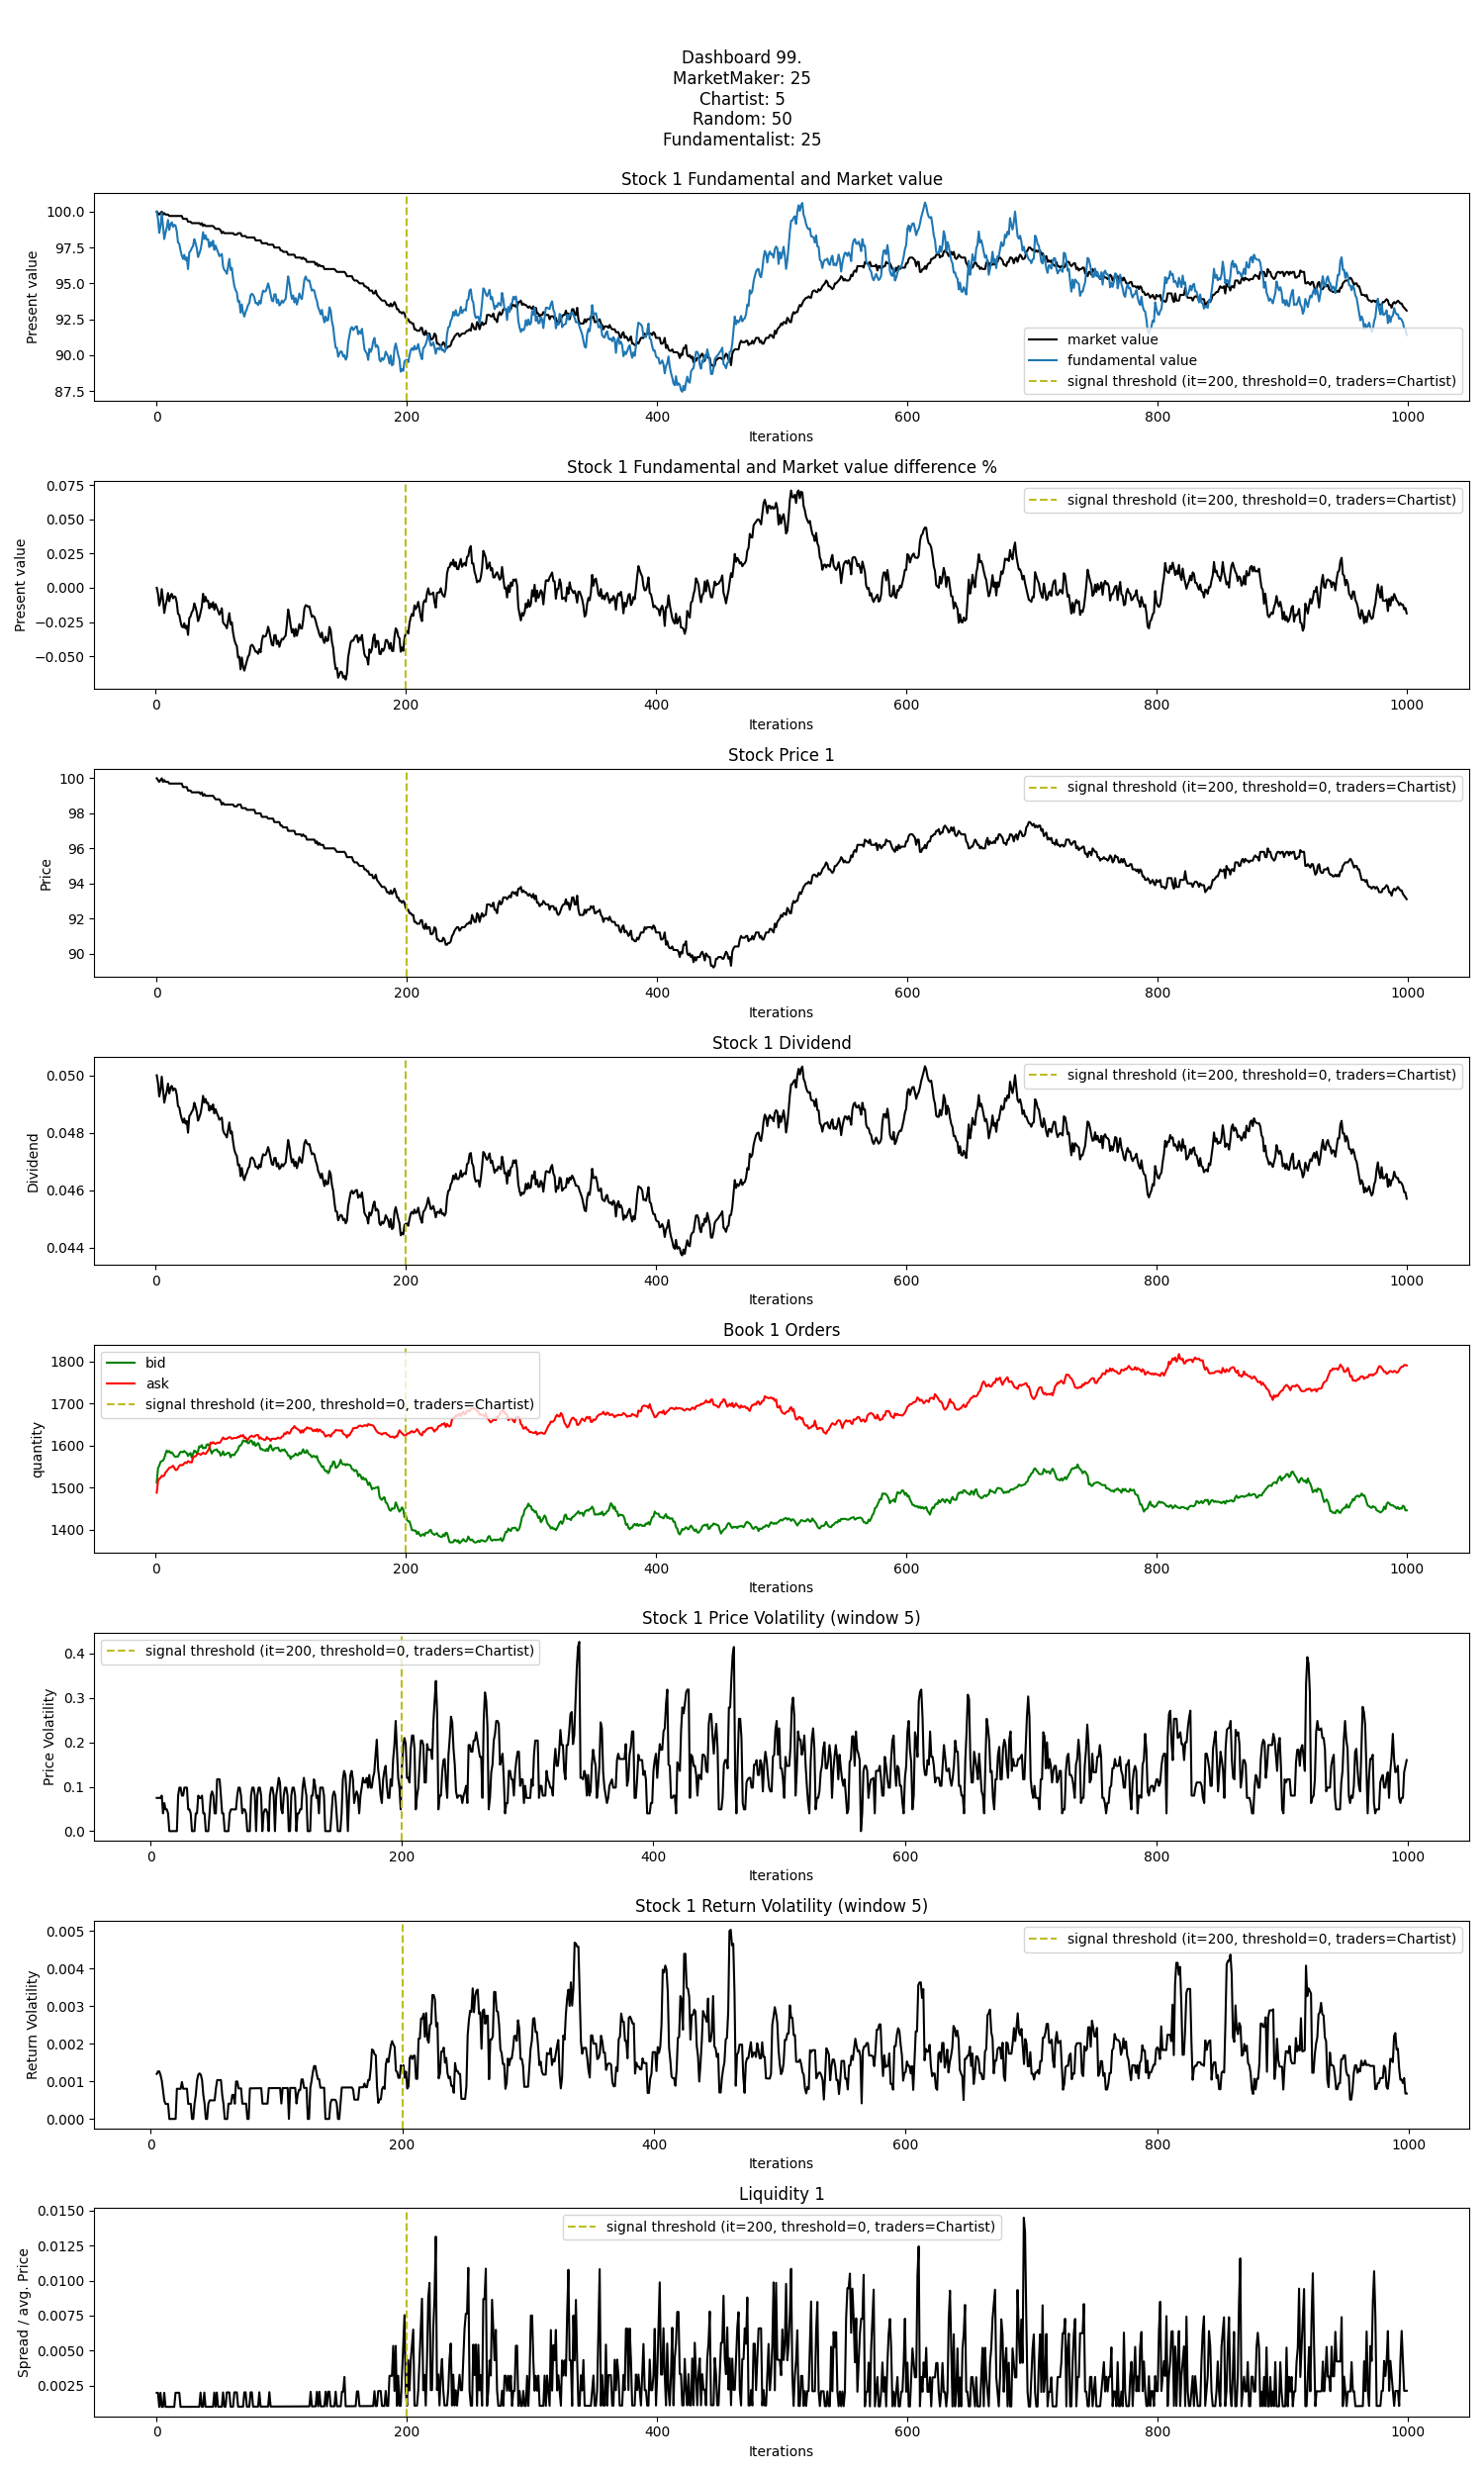 Dashboard 99.
MarketMaker: 25
Chartist: 5
Random: 50
Fundamentalist: 25
Stock 1 Fundamental and Market value
Present value
100.0
97.5
95.0
92.5
90.0
87.5
market value
fundamental value
signal threshold (it=200, threshold=0, traders=Chartist)
0 200 400 600 800 1000
Iterations
Stock 1 Fundamental and Market value difference %
Present value
0.075
0.050
0.025
0.000
−0.025
−0.050
signal threshold (it=200, threshold=0, traders=Chartist)
0 200 400 600 800 1000
Iterations
Stock Price 1
Price
100
98
96
94
92
90
signal threshold (it=200, threshold=0, traders=Chartist)
0 200 400 600 800 1000
Iterations
Stock 1 Dividend
Dividend
0.050
0.048
0.046
0.044
signal threshold (it=200, threshold=0, traders=Chartist)
0 200 400 600 800 1000
Iterations
Book 1 Orders
quantity
1800
1700
1600
1500
1400
bid
ask
signal threshold (it=200, threshold=0, traders=Chartist)
0 200 400 600 800 1000
Iterations
Stock 1 Price Volatility (window 5)
Price Volatility
0.4
0.3
0.2
0.1
0.0
signal threshold (it=200, threshold=0, traders=Chartist)
0 200 400 600 800 1000
Iterations
Stock 1 Return Volatility (window 5)
Return Volatility
0.005
0.004
0.003
0.002
0.001
0.000
signal threshold (it=200, threshold=0, traders=Chartist)
0 200 400 600 800 1000
Iterations
Liquidity 1
Spread / avg. Price
0.0150
0.0125
0.0100
0.0075
0.0050
0.0025
signal threshold (it=200, threshold=0, traders=Chartist)
0 200 400 600 800 1000
Iterations